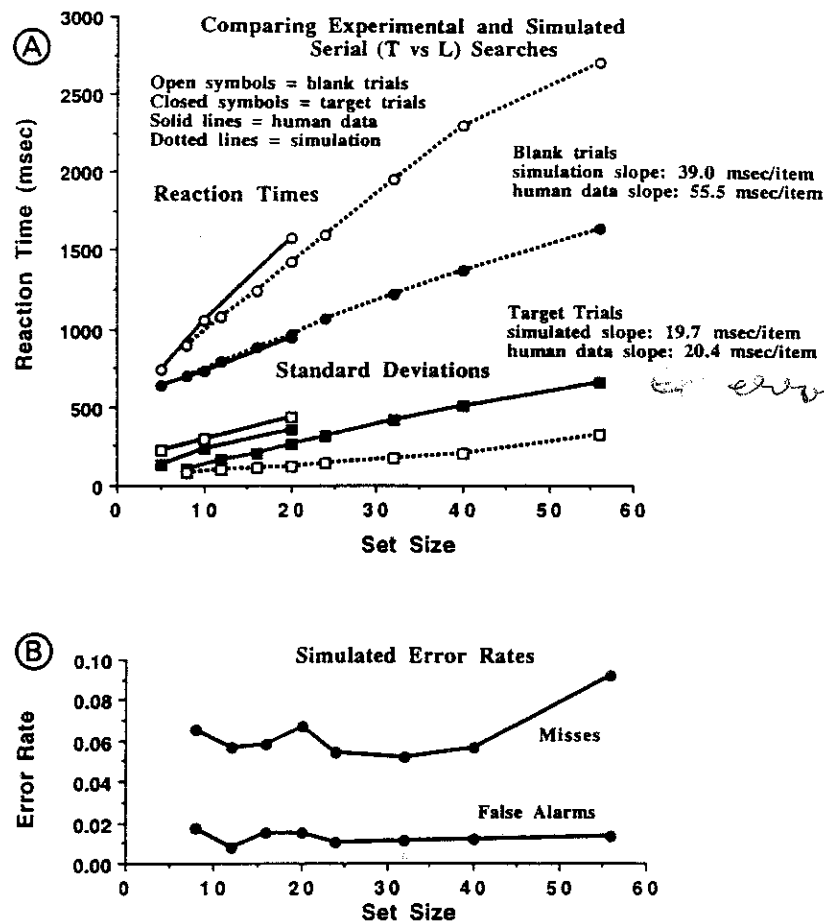 A
Comparing Experimental and Simulated
Serial (T vs L) Searches
Open symbols = blank trials
Closed symbols = target trials
Solid lines = human data
Dotted lines = simulation
Reaction Times
Blank trials
simulation slope: 39.0 msec/item
human data slope: 55.5 msec/item
Target Trials
simulated slope: 19.7 msec/item
human data slope: 20.4 msec/item
Standard Deviations
Reaction Time (msec)
3000
2500
2000
1500
1000
500
0
0 10 20 30 40 50 60
Set Size
B
Simulated Error Rates
Misses
False Alarms
Error Rate
0.10
0.08
0.06
0.04
0.02
0.00
0 10 20 30 40 50 60
Set Size